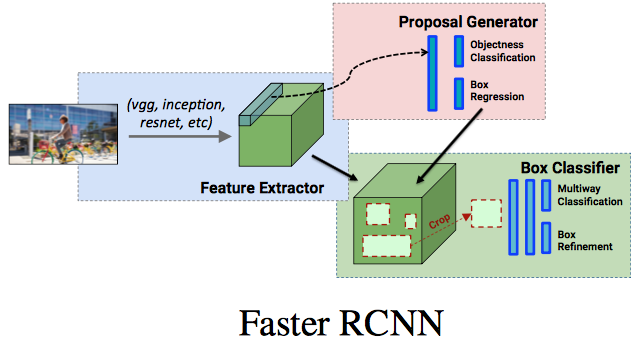 Proposal Generator
Objectness
Classification
Box
Regression
(vgg, inception,
resnet, etc)
Feature Extractor
Box Classifier
Multiway
Classification
Crop
Box
Refinement
Faster RCNN